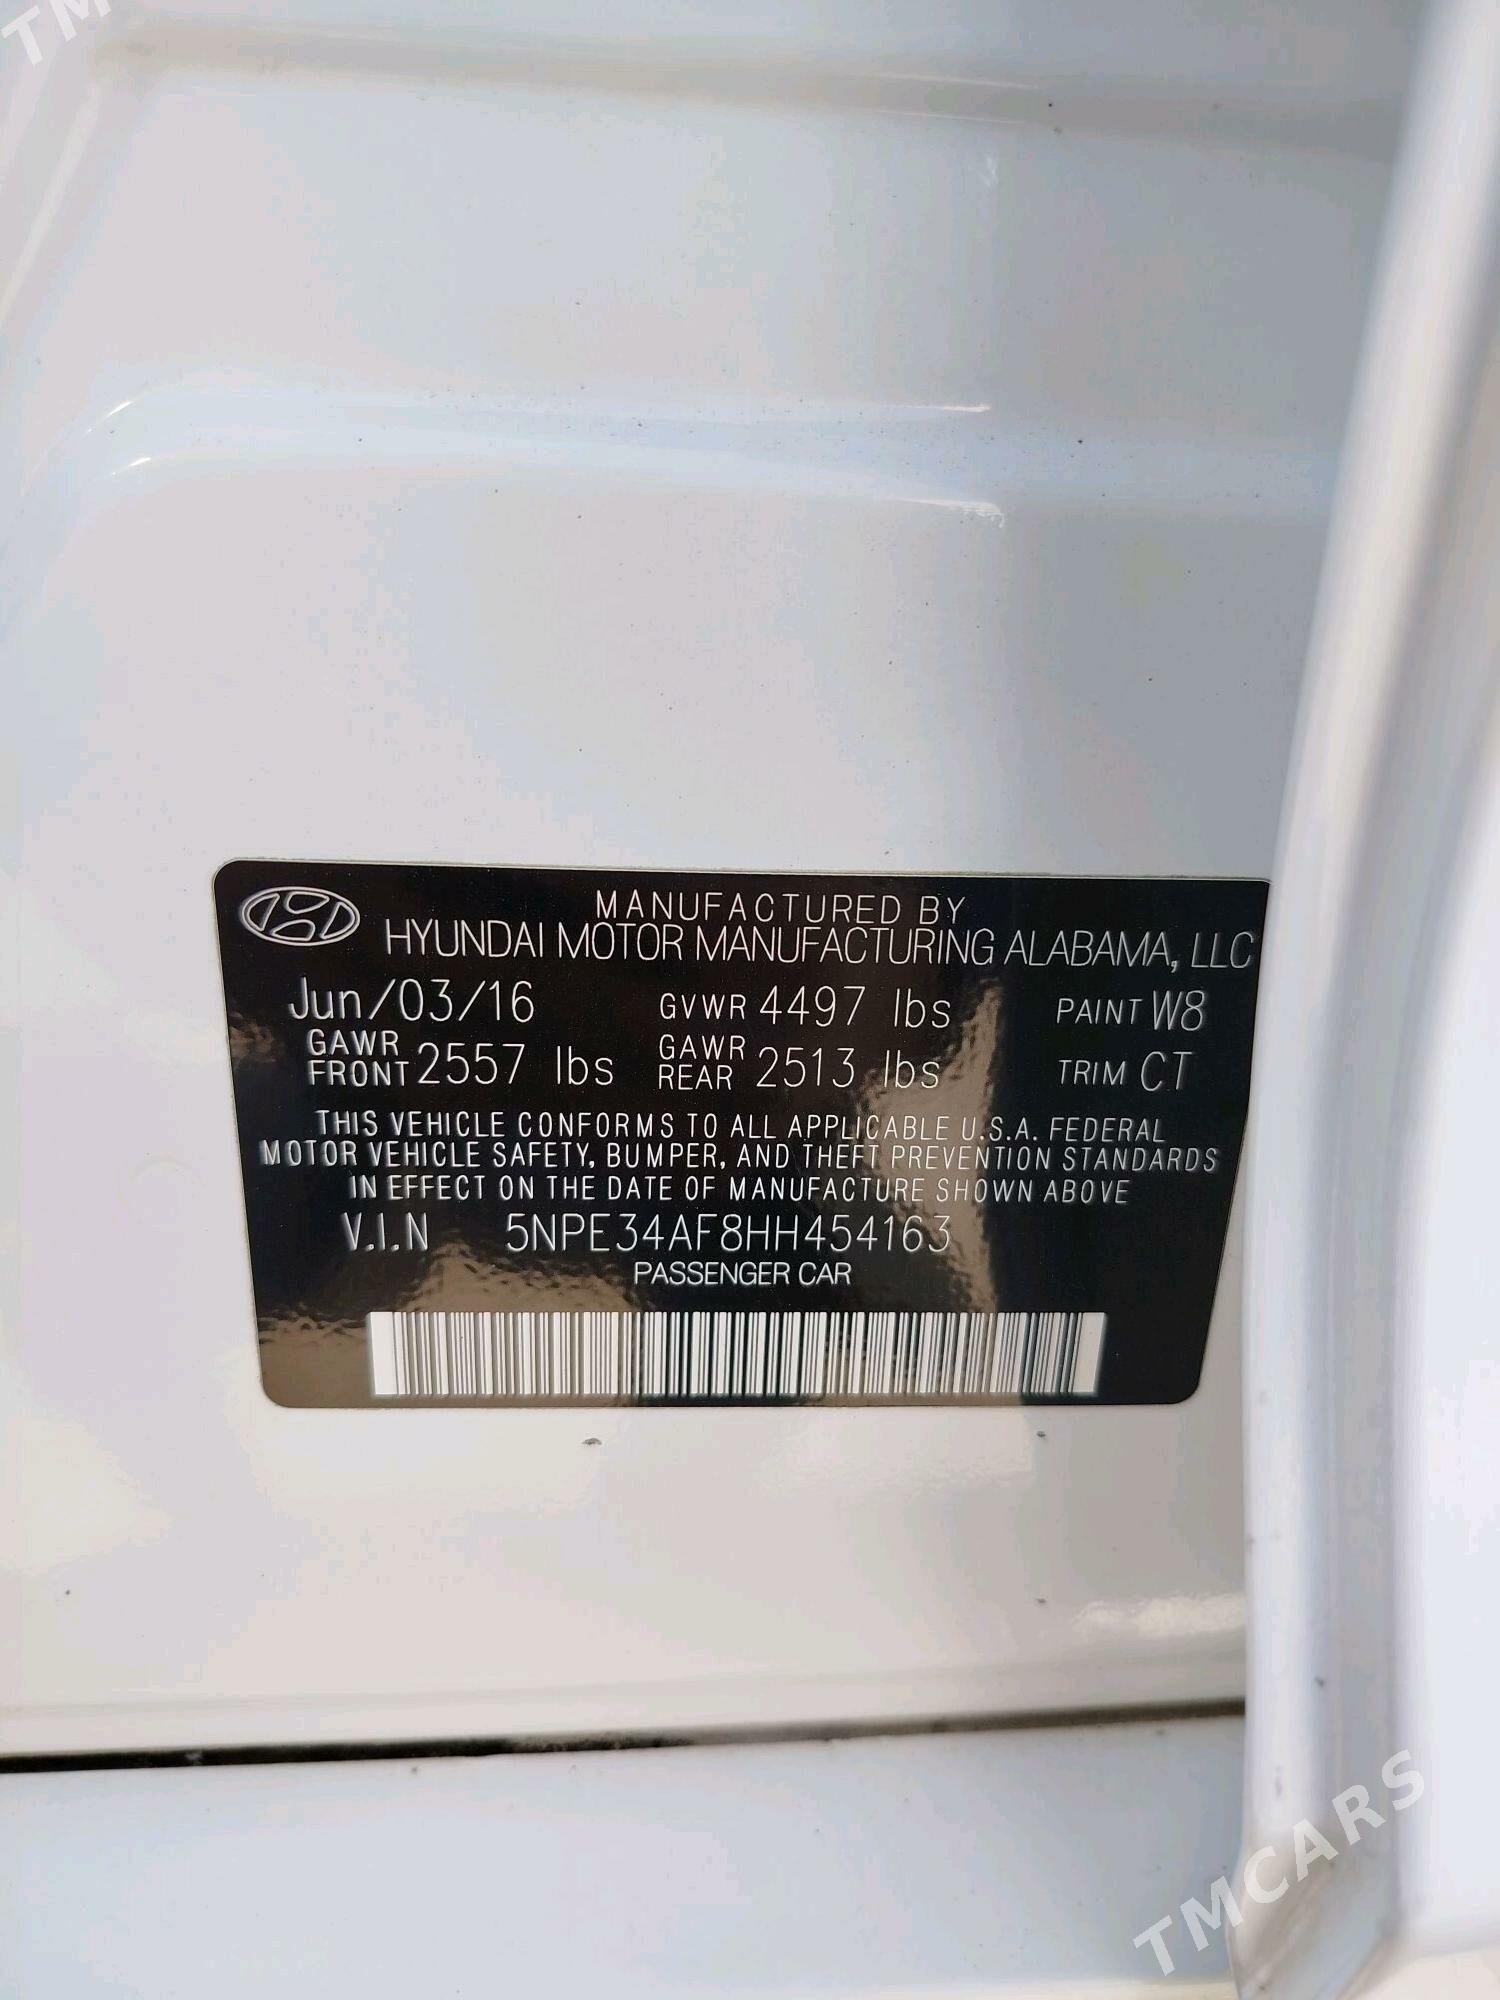 TM
MANUFACTURED BY
HYUNDAI MOTOR MANUFACTURING ALABAMA, LLC
Jun/03/16 GVWR 4497 lbs PAINT W8
GAWR FRONT 2557 lbs GAWR REAR 2513 lbs TRIM CT
THIS VEHICLE CONFORMS TO ALL APPLICABLE U.S.A. FEDERAL
MOTOR VEHICLE SAFETY, BUMPER, AND THEFT PREVENTION STANDARDS
IN EFFECT ON THE DATE OF MANUFACTURE SHOWN ABOVE
V.I.N 5NPE34AF8HH454163
PASSENGER CAR
TMCARS